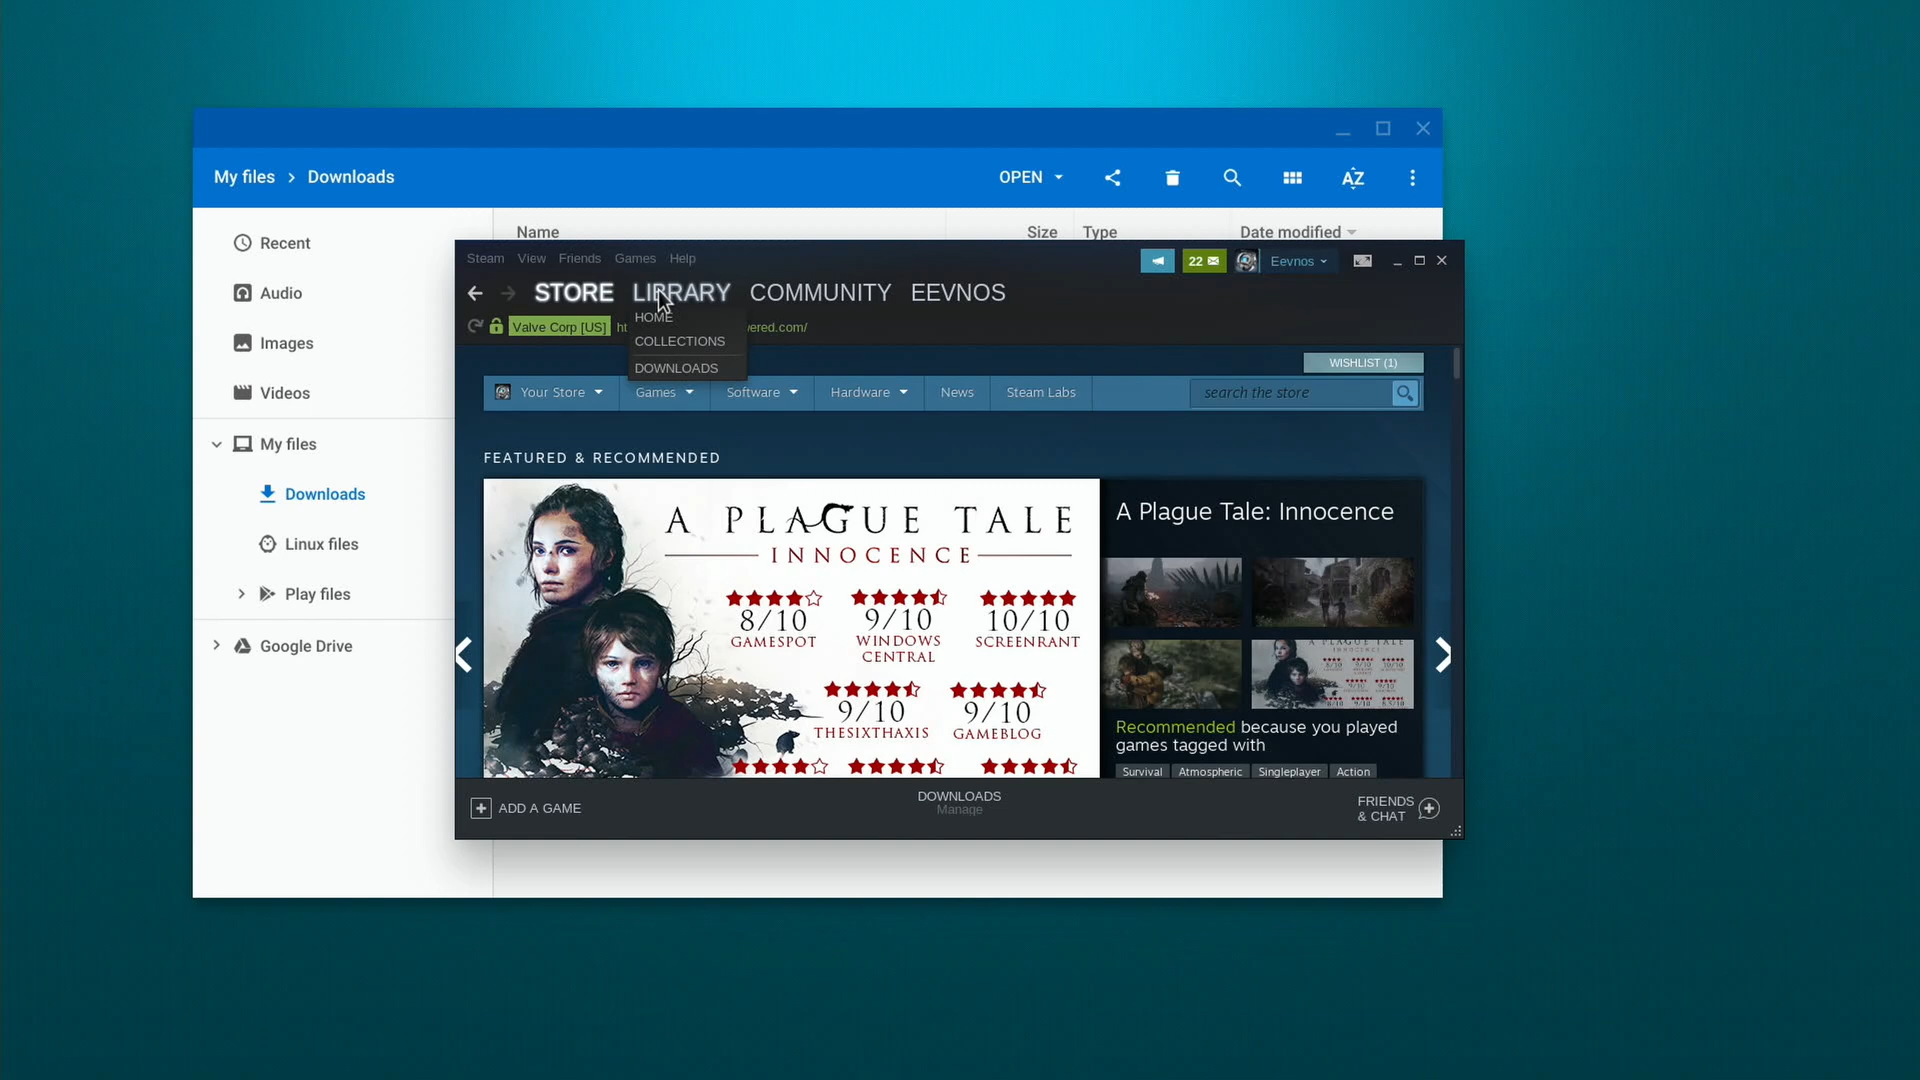 My files > Downloads
OPEN
AZ
Name
Size
Type
Date modified
Recent
Audio
Images
Videos
My files
Downloads
Linux files
Play files
Google Drive
Steam View Friends Games Help
22
Eevnos
STORE LIBRARY COMMUNITY EEVNOS
HOME
COLLECTIONS
DOWNLOADS
Valve Corp [US] ht
wered.com/
WISHLIST (1)
Your Store Games Software Hardware News Steam Labs
search the store
FEATURED & RECOMMENDED
A PLAGUE TALE
INNOCENCE
8/10 9/10 10/10
GAMESPOT WINDOWS CENTRAL SCREENRANT
9/10 9/10
THESIXTHAXIS GAMEBLOG
A Plague Tale: Innocence
Recommended because you played
games tagged with
Survival Atmospheric Singleplayer Action
ADD A GAME
DOWNLOADS
Manage
FRIENDS
& CHAT